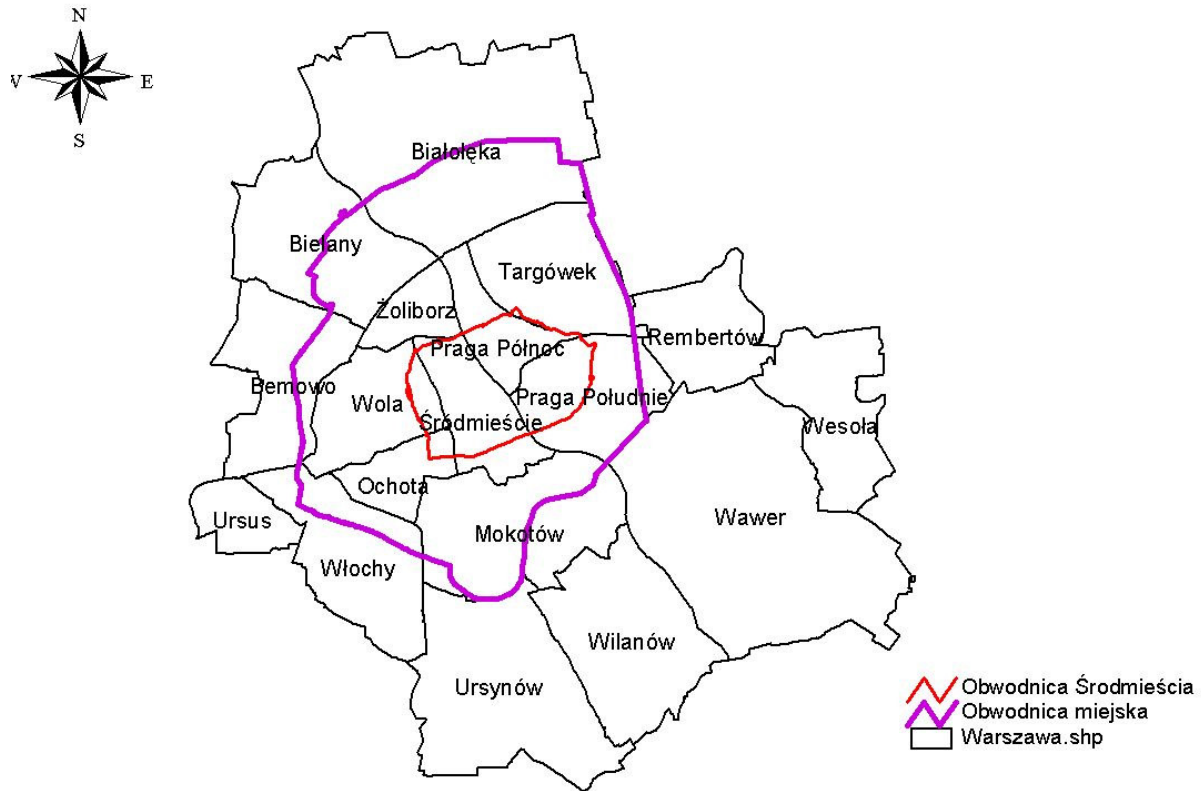 N
V
E
S
Białołęka
Bielany
Targówek
Żoliborz
Rembertów
Praga Północ
Bemowo
Wola
Praga Południe
Śródmieście
Wesoła
Ochota
Ursus
Mokotów
Wawer
Włochy
Wilanów
Ursynów
Obwodnica Środmieścia
Obwodnica miejska
Warszawa.shp